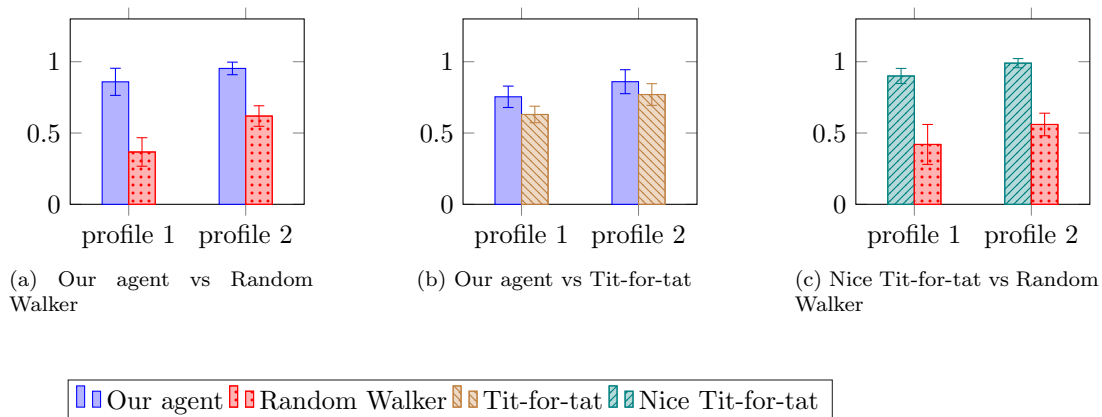 1
0.5
0
profile 1 profile 2
(a) Our agent vs Random
Walker
1
0.5
0
profile 1 profile 2
(b) Our agent vs Tit-for-tat
1
0.5
0
profile 1 profile 2
(c) Nice Tit-for-tat vs Random
Walker
Our agent Random Walker Tit-for-tat Nice Tit-for-tat